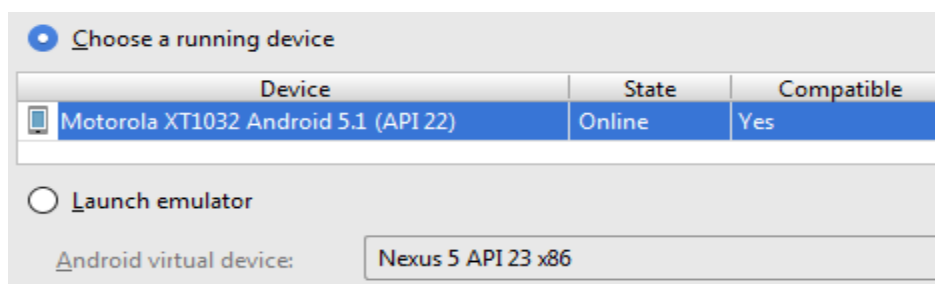 Choose a running device
Device State Compatible
Motorola XT1032 Android 5.1 (API 22) Online Yes
Launch emulator
Android virtual device: Nexus 5 API 23 x86